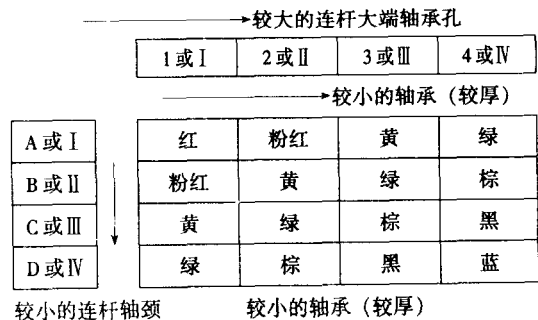 较大的连杆大端轴承孔
1或Ⅰ 2或Ⅱ 3或Ⅲ 4或Ⅳ
较小的轴承（较厚）
A或Ⅰ 红 粉红 黄 绿
B或Ⅱ 粉红 黄 绿 棕
C或Ⅲ 黄 绿 棕 黑
D或Ⅳ 绿 棕 黑 蓝
较小的连杆轴颈 较小的轴承（较厚）